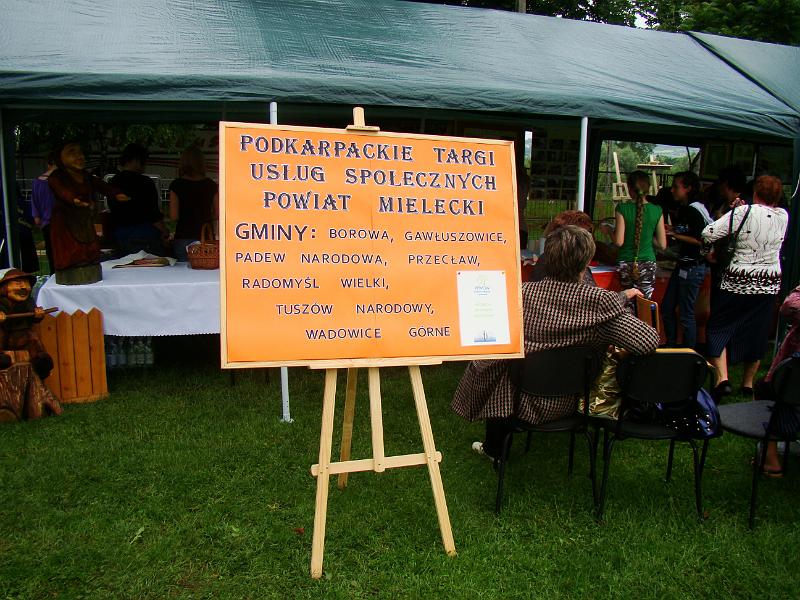 PODKARPACKIE TARGI
USŁUG SPOŁECZNYCH
POWIAT MIELECKI
GMINY: BOROWA, GAWŁUSZOWICE,
PADEW NARODOWA, PRZECŁAW,
RADOMYŚL WIELKI,
TUSZÓW NARODOWY,
WADOWICE GÓRNE